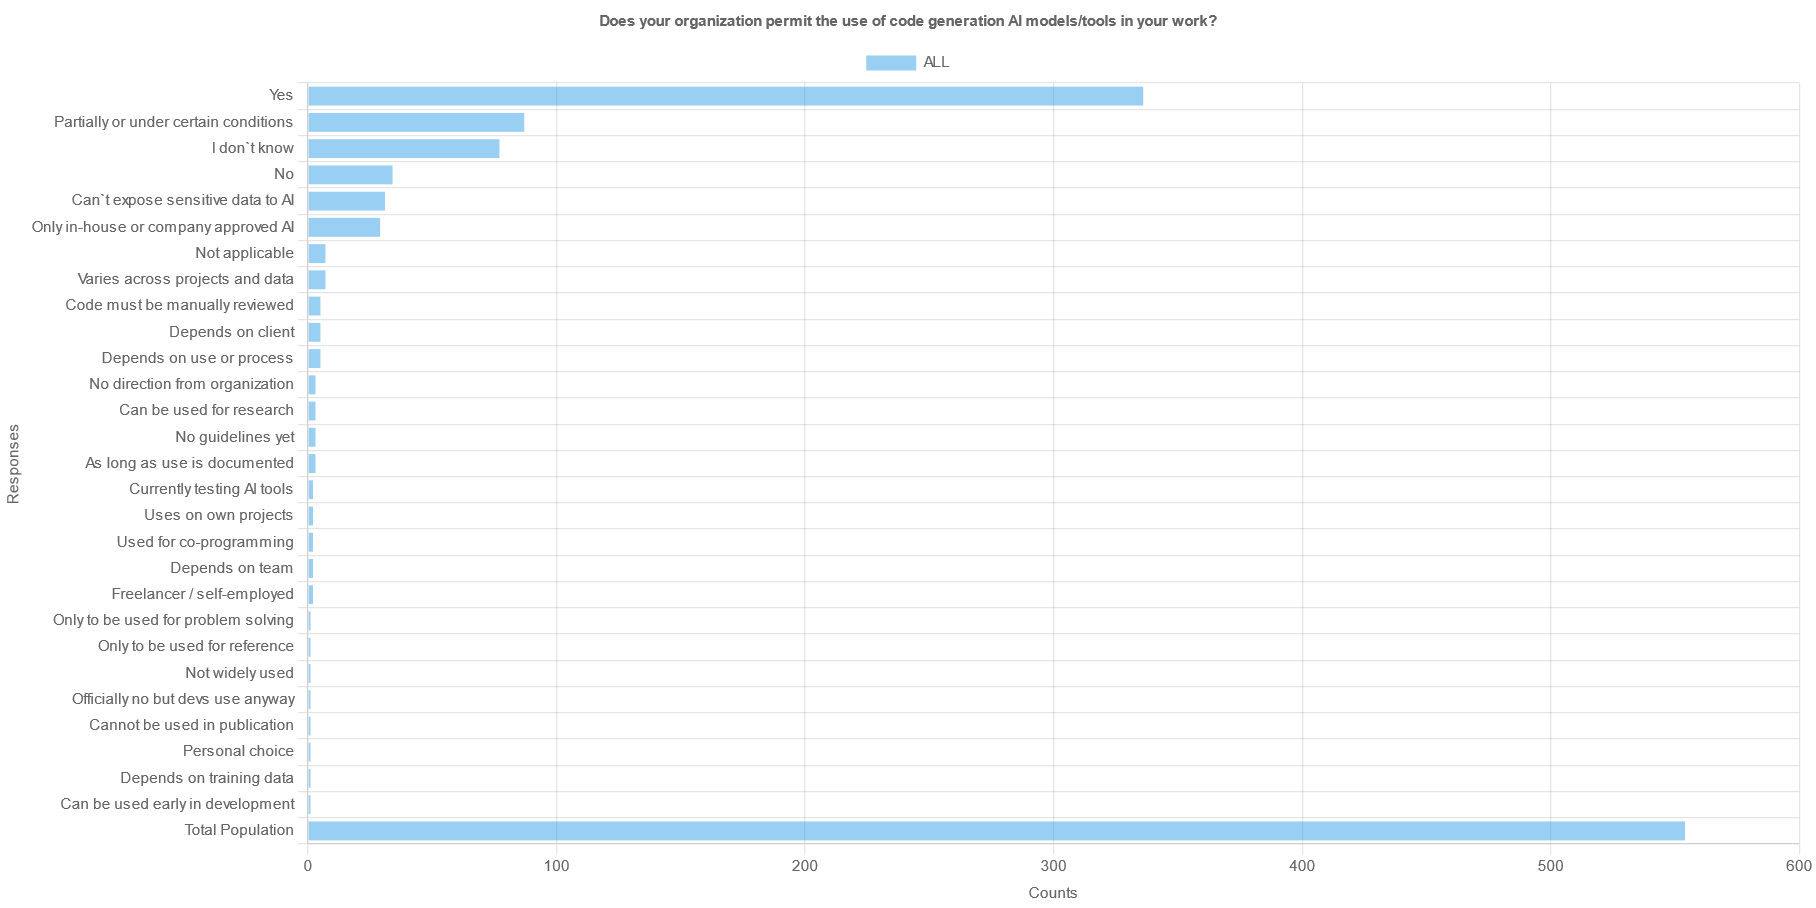 Does your organization permit the use of code generation AI models/tools in your work?
ALL
Responses
Yes
Partially or under certain conditions
I don`t know
No
Can`t expose sensitive data to AI
Only in-house or company approved AI
Not applicable
Varies across projects and data
Code must be manually reviewed
Depends on client
Depends on use or process
No direction from organization
Can be used for research
No guidelines yet
As long as use is documented
Currently testing AI tools
Uses on own projects
Used for co-programming
Depends on team
Freelancer / self-employed
Only to be used for problem solving
Only to be used for reference
Not widely used
Officially no but devs use anyway
Cannot be used in publication
Personal choice
Depends on training data
Can be used early in development
Total Population
0 100 200 300 400 500 600
Counts